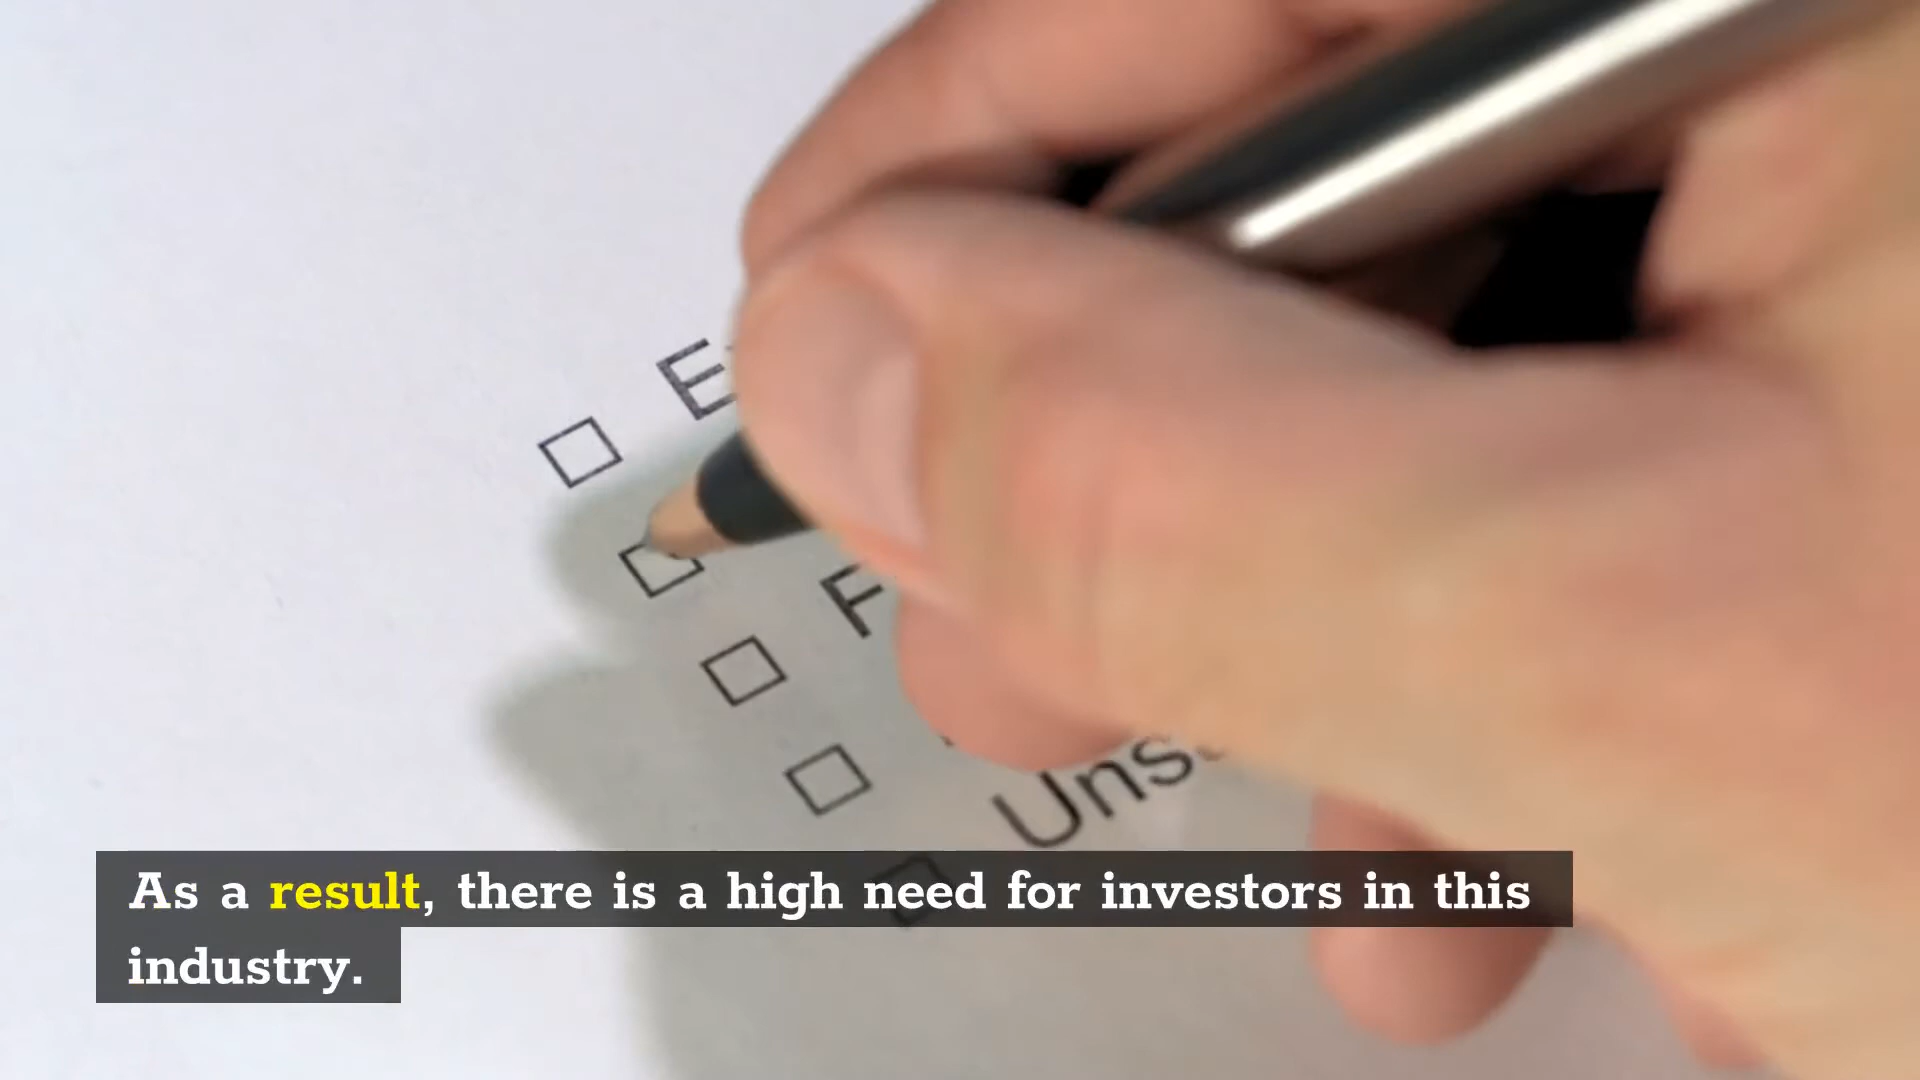 As a result, there is a high need for investors in this
industry.